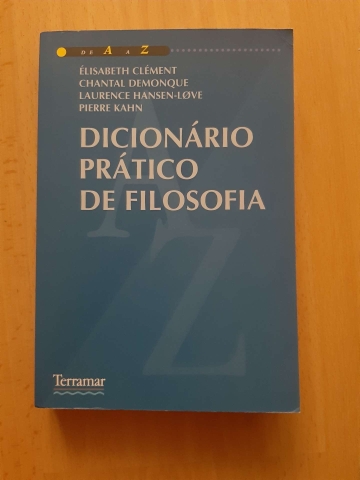 DE A A Z
ÉLISABETH CLÉMENT
CHANTAL DEMONQUE
LAURENCE HANSEN-LØVE
PIERRE KAHN
DICIONÁRIO
PRÁTICO
DE FILOSOFIA
A
Z
Terramar